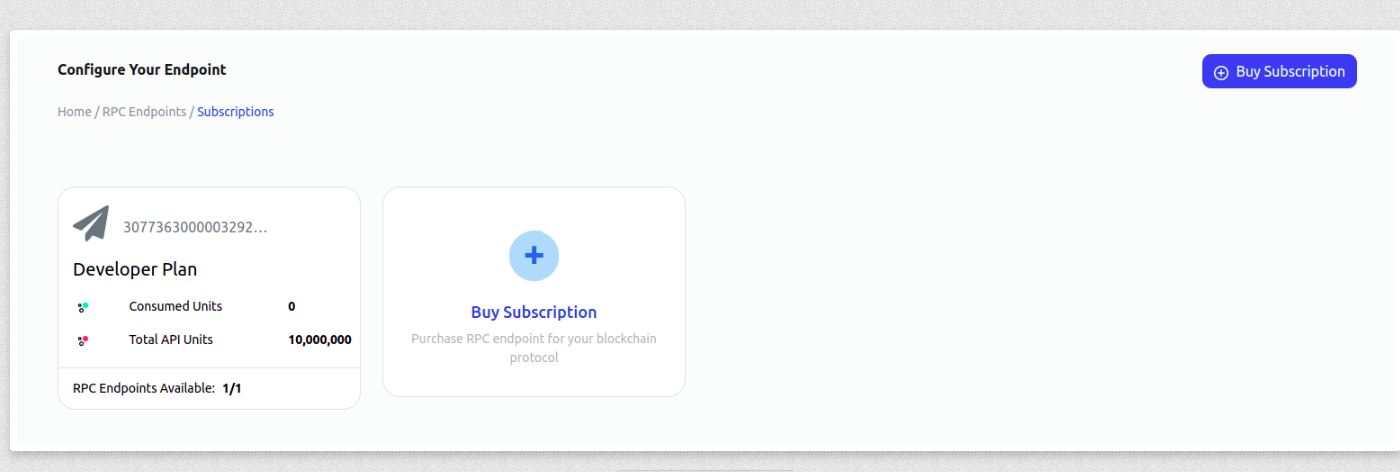 Configure Your Endpoint
Buy Subscription
Home / RPC Endpoints / Subscriptions
3077363000003292...
Developer Plan
Consumed Units 0
Total API Units 10,000,000
RPC Endpoints Available: 1/1
Buy Subscription
Purchase RPC endpoint for your blockchain
protocol